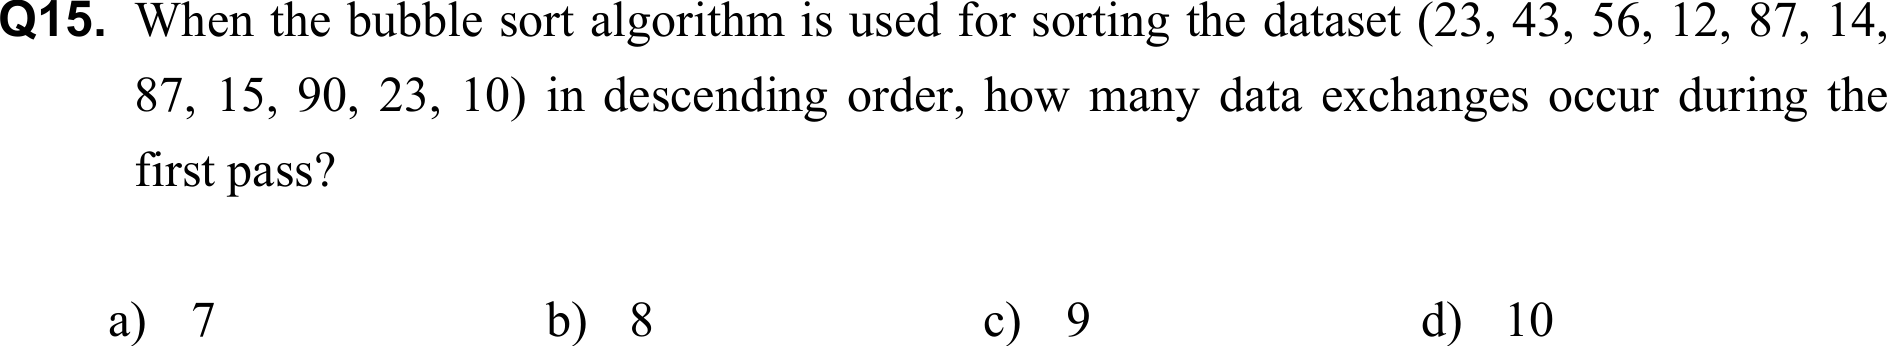 Q15. When the bubble sort algorithm is used for sorting the dataset (23, 43, 56, 12, 87, 14,
87, 15, 90, 23, 10) in descending order, how many data exchanges occur during the
first pass?
a) 7 b) 8 c) 9 d) 10